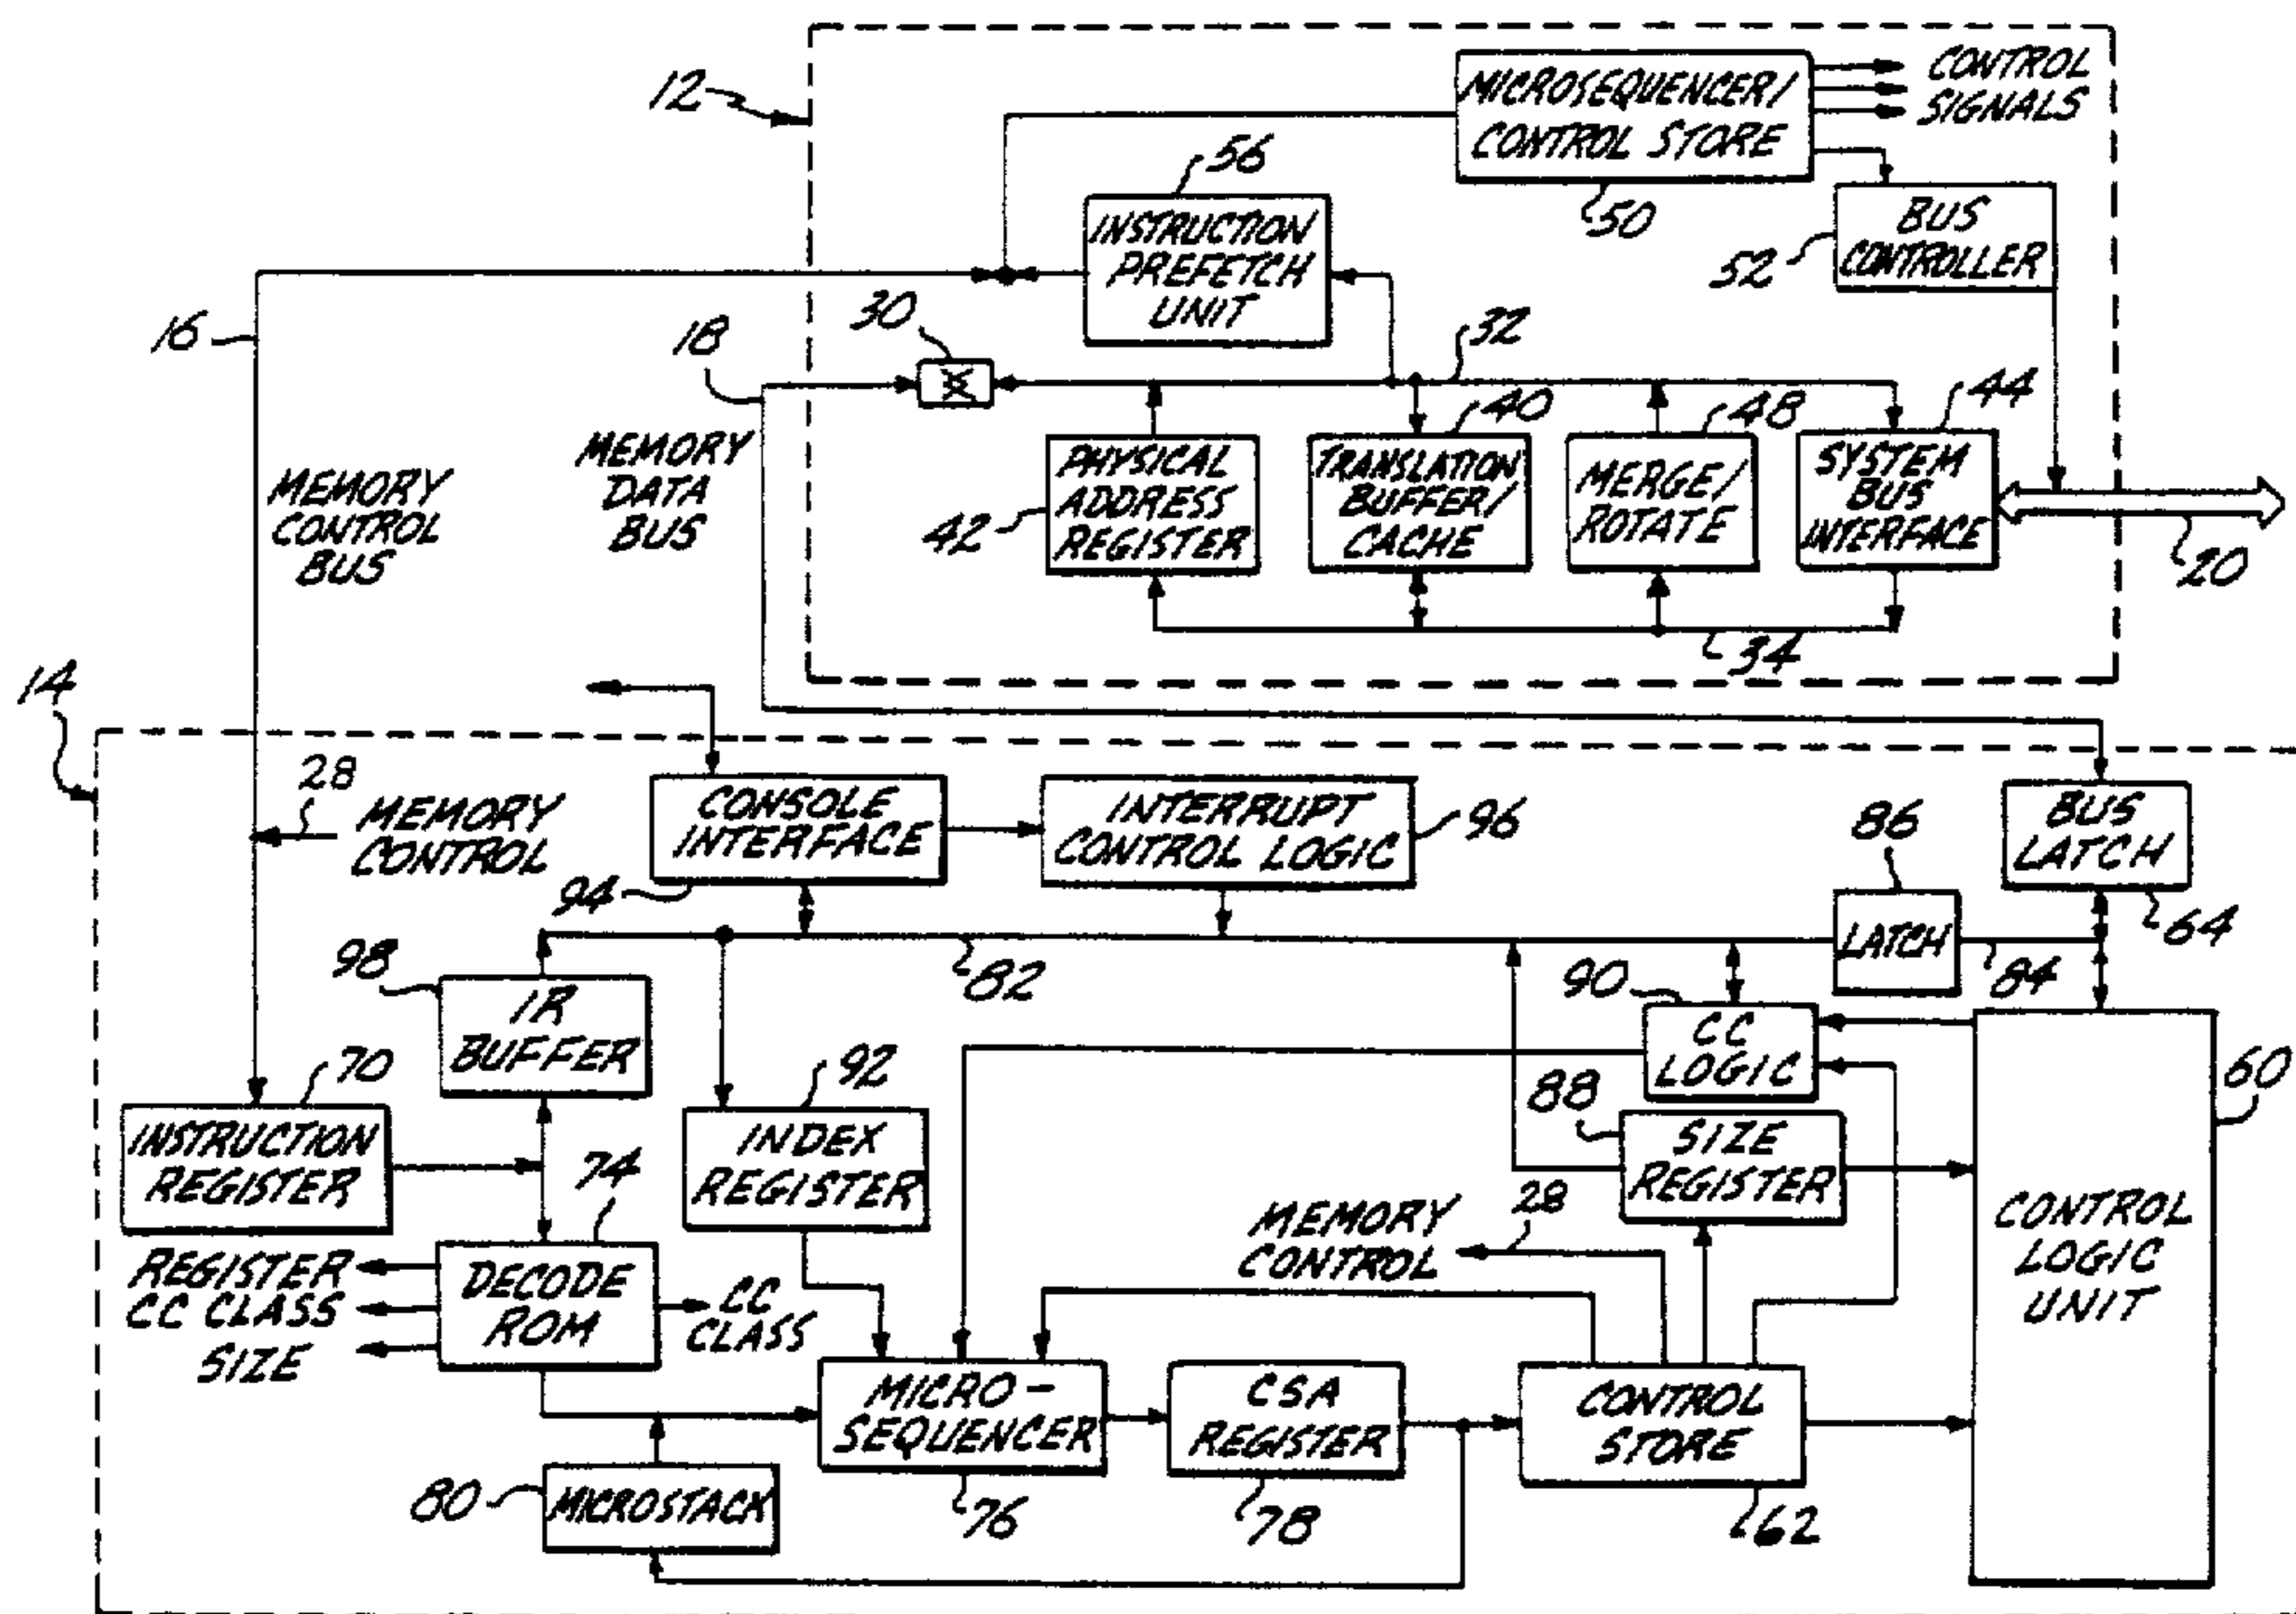 12
MICROSEQUENCER/
CONTROL STORE
50
CONTROL
SIGNALS
56
INSTRUCTION
PREFETCH
UNIT
BUS
CONTROLLER
52
16
18
30
32
MEMORY
CONTROL
BUS
MEMORY
DATA
BUS
PHYSICAL
ADDRESS
REGISTER
42
40
TRANSLATION
BUFFER/
CACHE
48
MERGE/
ROTATE
44
SYSTEM
BUS
INTERFACE
20
34
14
28
MEMORY
CONTROL
CONSOLE
INTERFACE
94
INTERRUPT
CONTROL LOGIC
96
86
LATCH
BUS
LATCH
64
84
82
98
IR
BUFFER
90
CC
LOGIC
70
INSTRUCTION
REGISTER
92
INDEX
REGISTER
88
SIZE
REGISTER
60
CONTROL
LOGIC
UNIT
74
DECODE
ROM
REGISTER
CC CLASS
SIZE
CC
CLASS
MEMORY
CONTROL
28
MICRO-
SEQUENCER
76
CSA
REGISTER
78
CONTROL
STORE
62
80
MICROSTACK